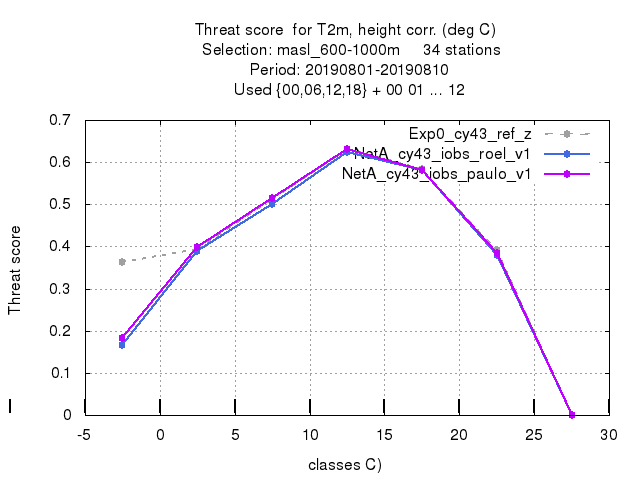 Threat score  for T2m, height corr. (deg C)
Selection: masl_600-1000m     34 stations
Period: 20190801-20190810
Used {00,06,12,18} + 00 01 ... 12
Exp0_cy43_ref_z
NetA_cy43_iobs_roel_v1
NetA_cy43_iobs_paulo_v1
0.7
0.6
0.5
0.4
0.3
0.2
0.1
0
Threat score
-5 0 5 10 15 20 25 30
classes C)